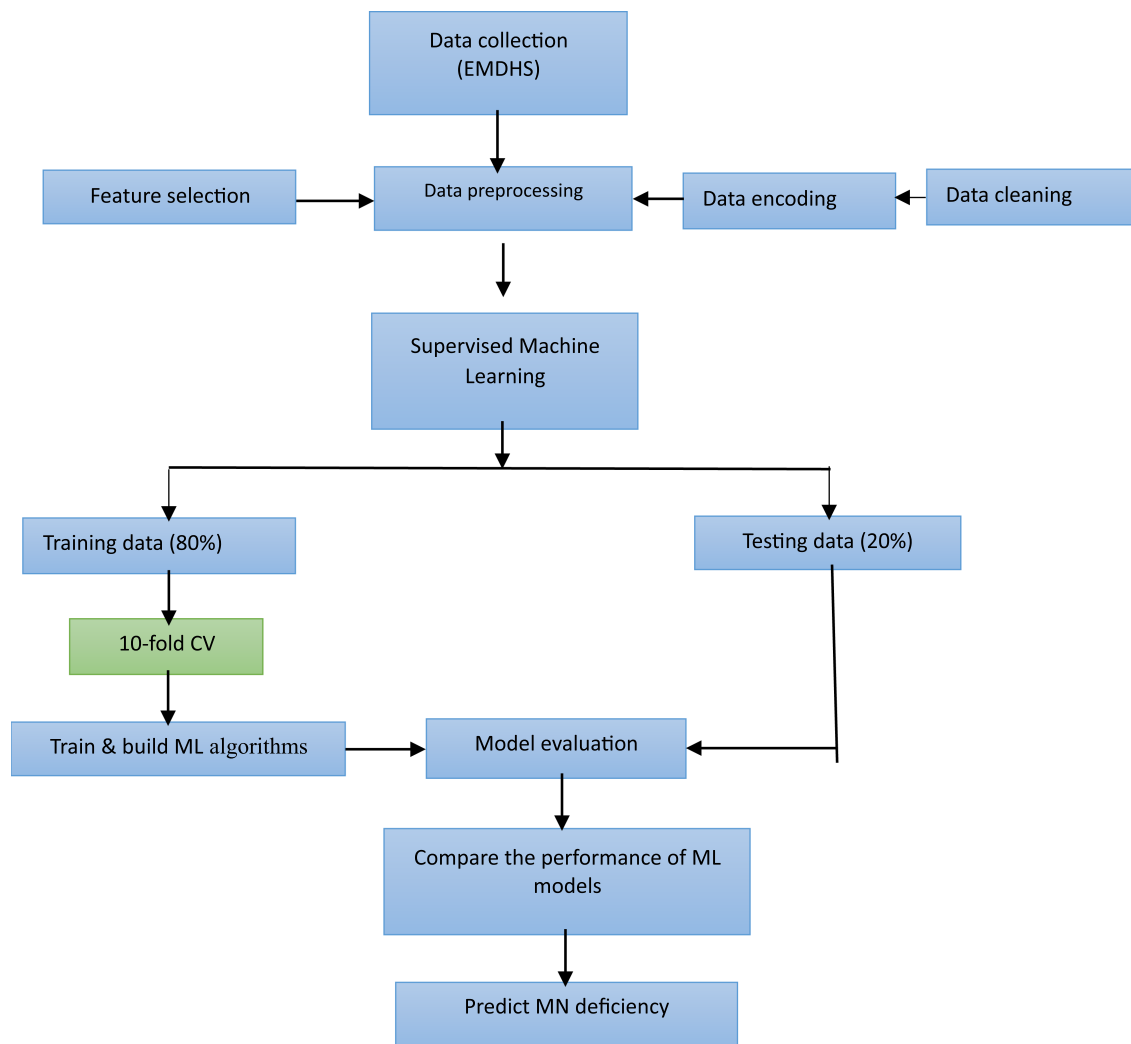 Data collection
(EMDHS)
Feature selection
Data preprocessing
Data encoding
Data cleaning
Supervised Machine
Learning
Training data (80%)
Testing data (20%)
10-fold CV
Train & build ML algorithms
Model evaluation
Compare the performance of ML
models
Predict MN deficiency